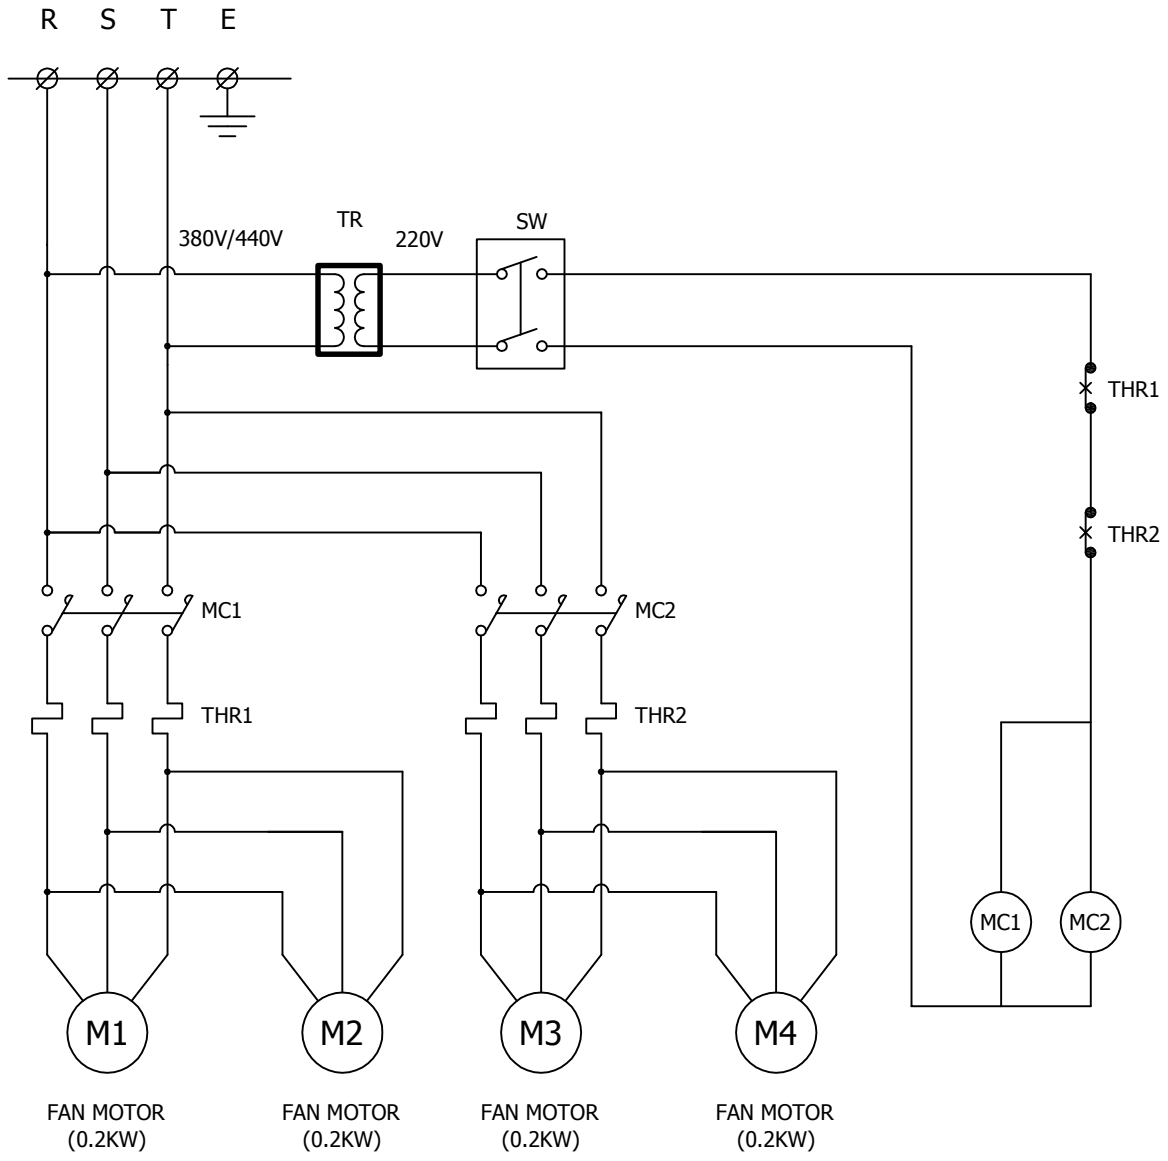 R S T E
TR
SW
380V/440V
220V
THR1
THR2
MC1
MC2
THR1
THR2
MC1
MC2
M1
M2
M3
M4
FAN MOTOR
(0.2KW)
FAN MOTOR
(0.2KW)
FAN MOTOR
(0.2KW)
FAN MOTOR
(0.2KW)